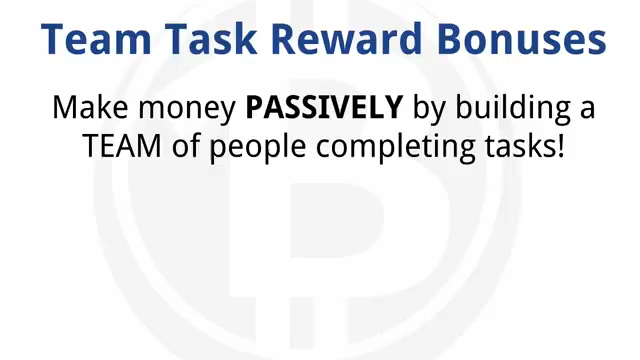 Team Task Reward Bonuses
Make money PASSIVELY by building a
TEAM of people completing tasks!